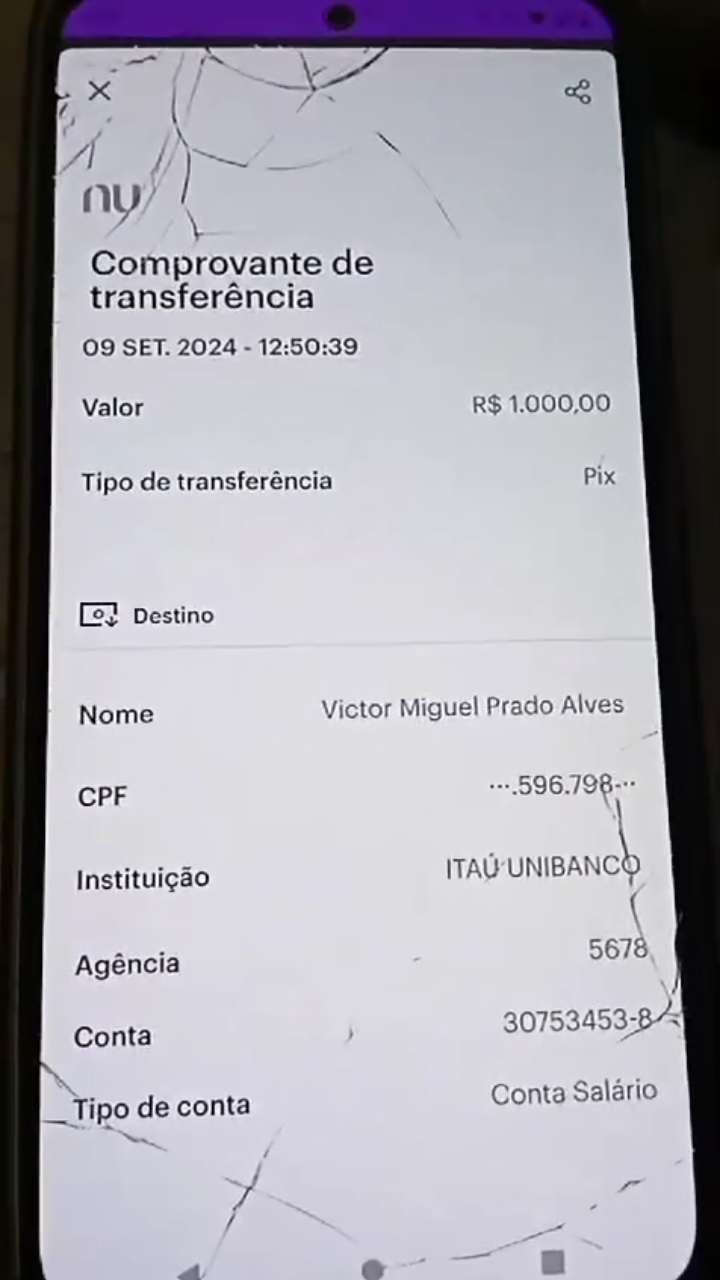 nu
Comprovante de
transferência
09 SET. 2024 - 12:50:39
Valor R$ 1.000,00
Tipo de transferência Pix
Destino
Nome Victor Miguel Prado Alves
CPF ···.596.798-··
Instituição ITAÚ UNIBANCO
Agência 5678
Conta 30753453-8
Tipo de conta Conta Salário